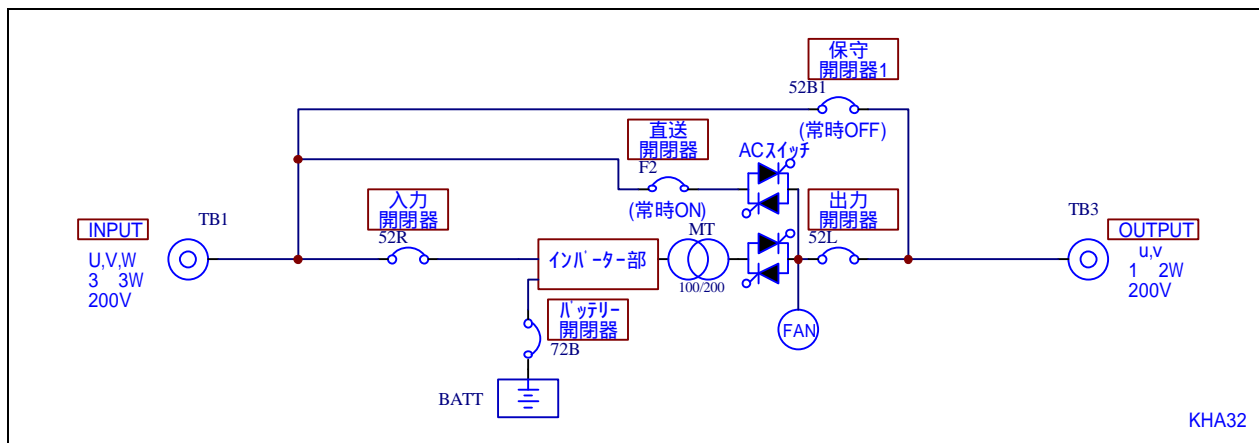 保守
開閉器1
52B1
(常時OFF)
直送
開閉器
F2
(常時ON)
ACスイッチ
入力
開閉器
52R
出力
開閉器
52L
TB1
INPUT
U,V,W
3 3W
200V
インバーター部
MT
100/200
TB3
OUTPUT
u,v
1 2W
200V
バッテリー
開閉器
72B
FAN
BATT
KHA32